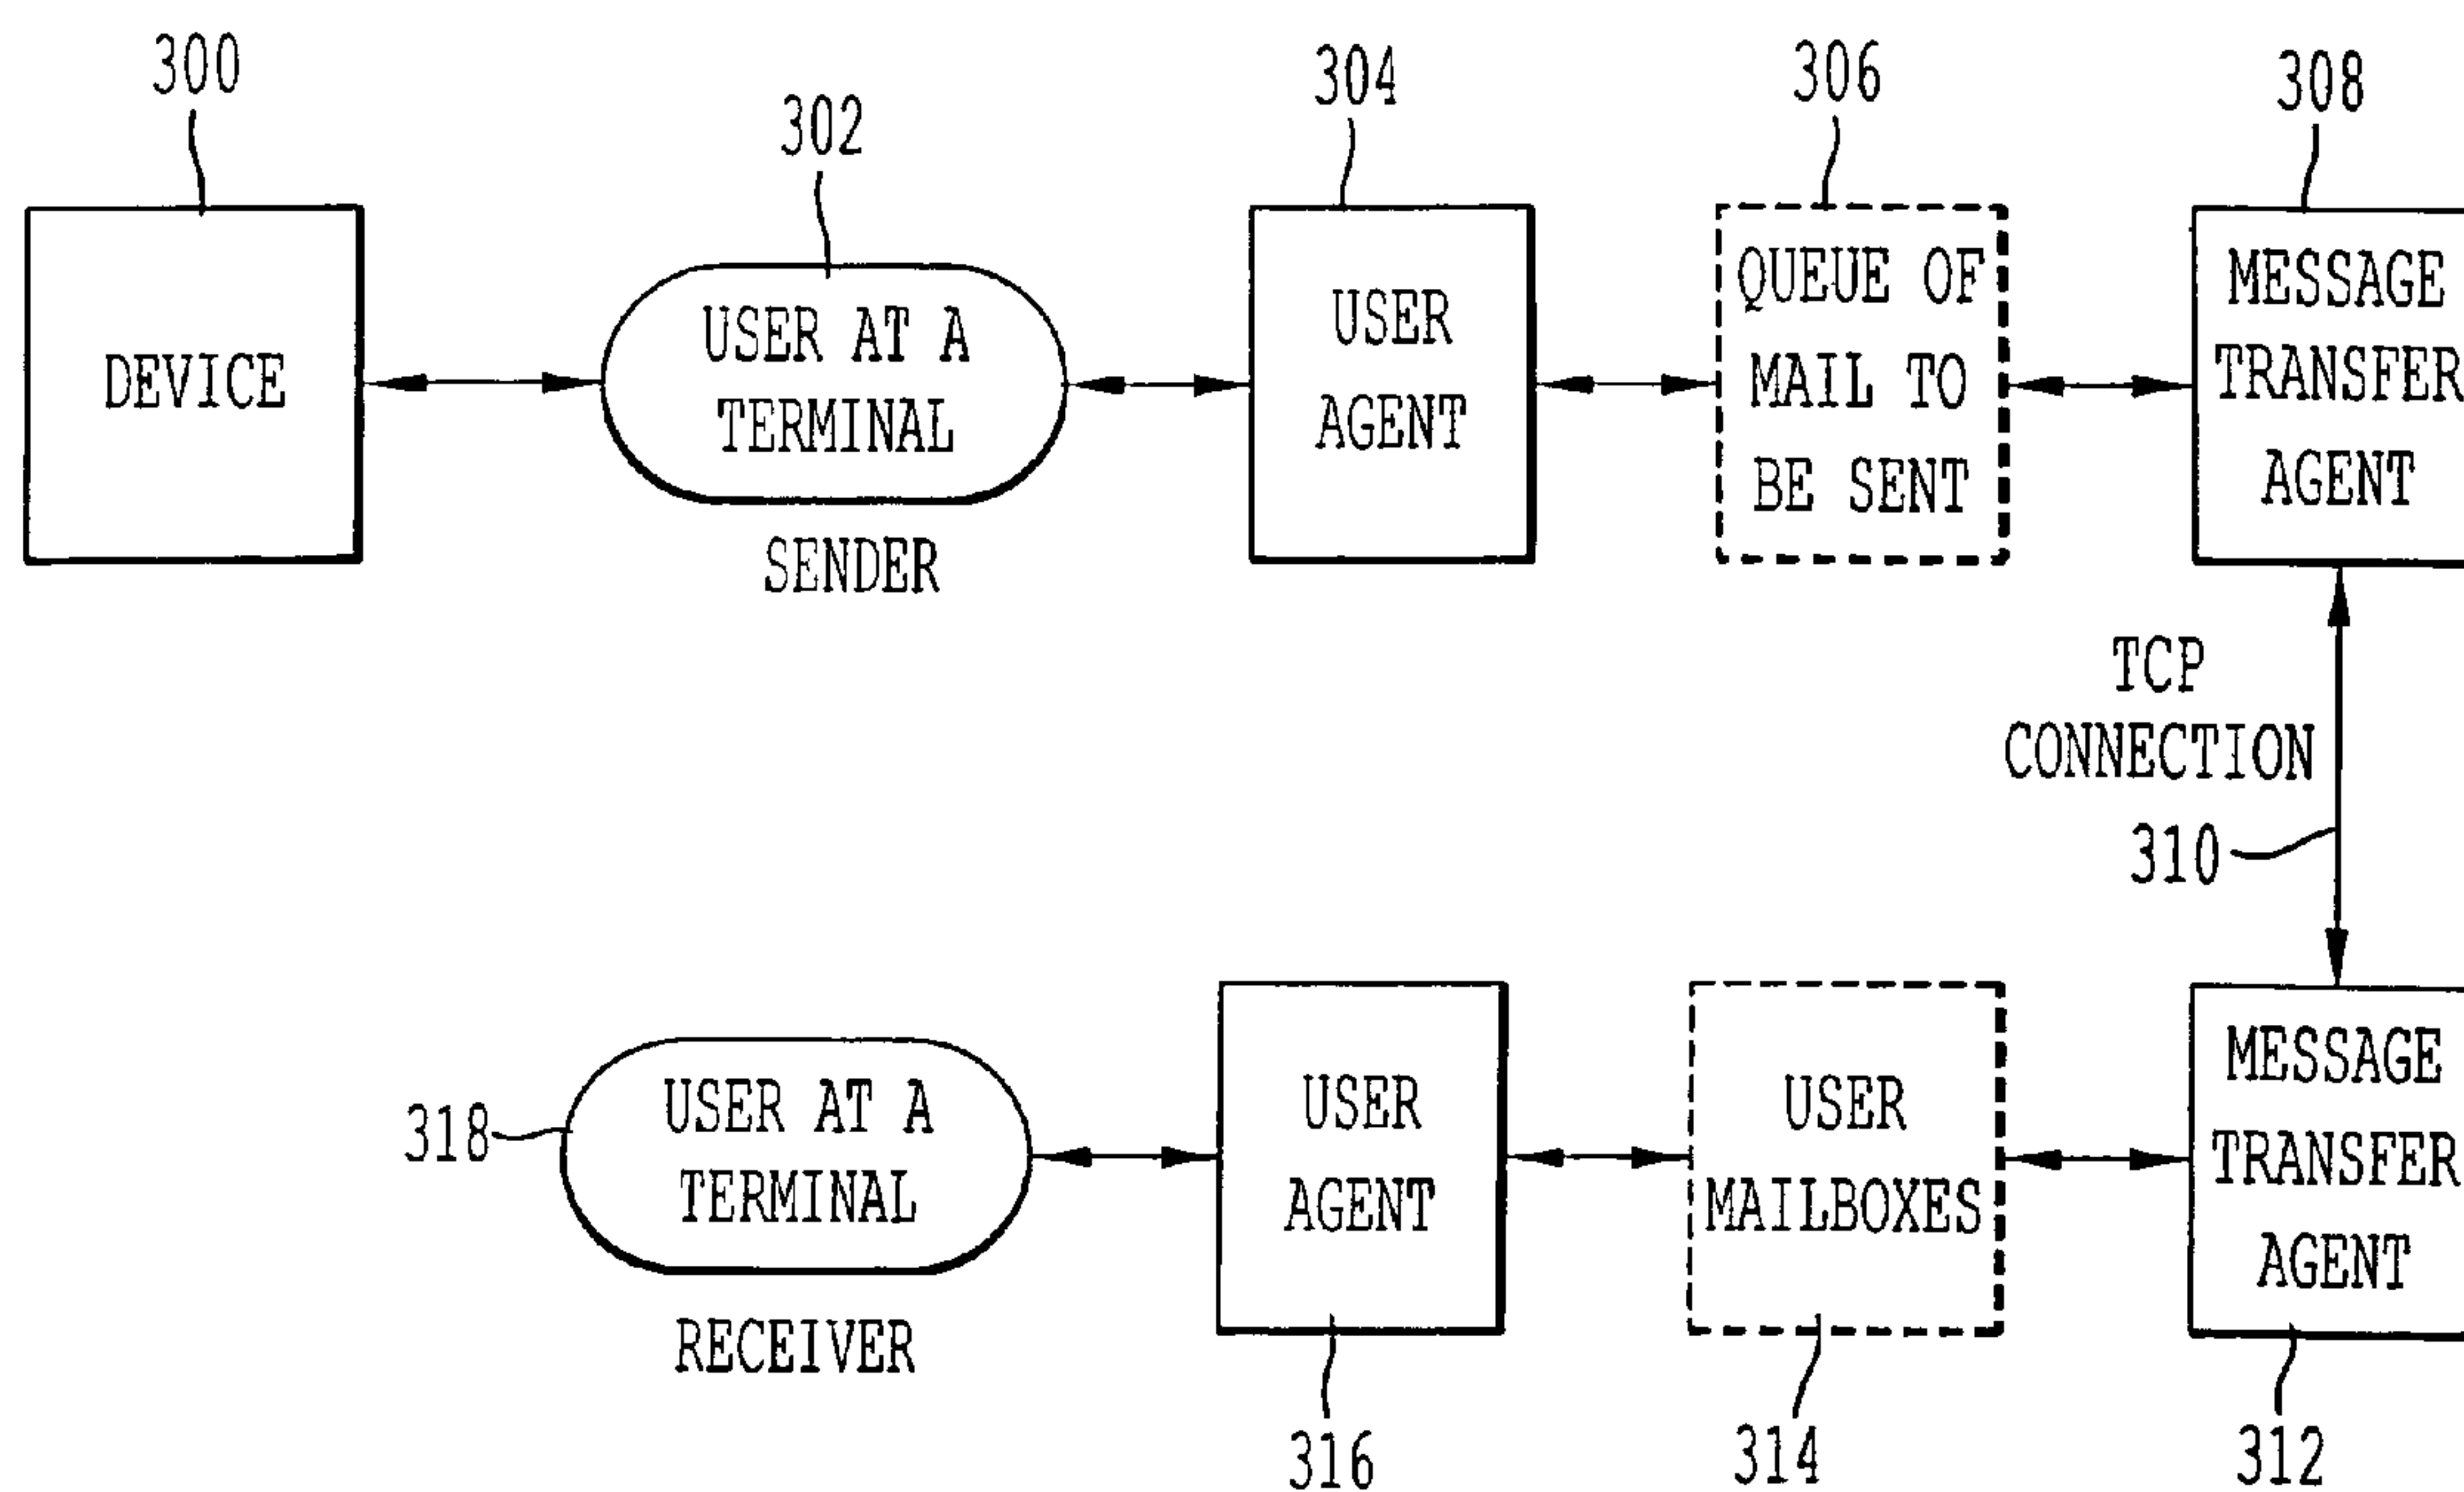 300
302
304
306
308
DEVICE
USER AT A
TERMINAL
SENDER
USER
AGENT
QUEUE OF
MAIL TO
BE SENT
MESSAGE
TRANSFER
AGENT
TCP
CONNECTION
310
318
USER AT A
TERMINAL
RECEIVER
USER
AGENT
USER
MAILBOXES
MESSAGE
TRANSFER
AGENT
316
314
312